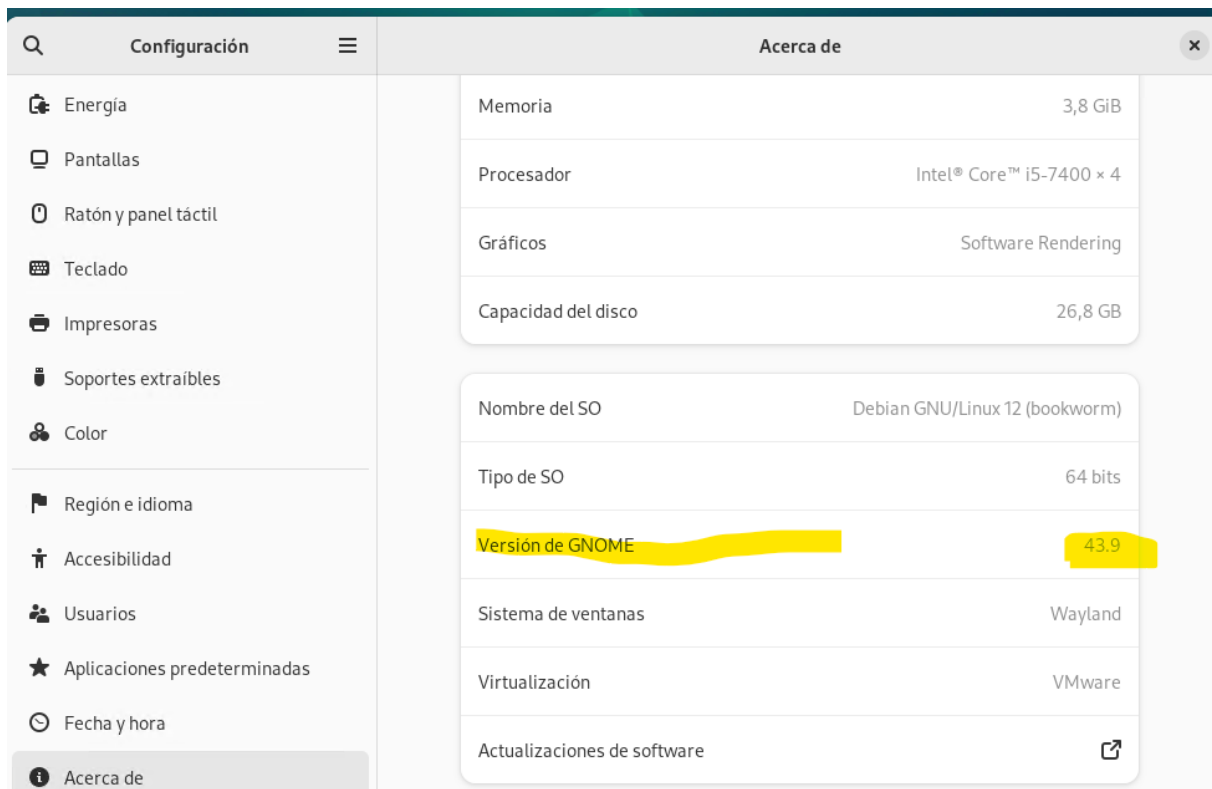 Configuración
Acerca de
Energía
Pantallas
Ratón y panel táctil
Teclado
Impresoras
Soportes extraíbles
Color
Región e idioma
Accesibilidad
Usuarios
Aplicaciones predeterminadas
Fecha y hora
Acerca de
Memoria 3,8 GiB
Procesador Intel® Core™ i5-7400 × 4
Gráficos Software Rendering
Capacidad del disco 26,8 GB
Nombre del SO Debian GNU/Linux 12 (bookworm)
Tipo de SO 64 bits
Versión de GNOME 43.9
Sistema de ventanas Wayland
Virtualización VMware
Actualizaciones de software